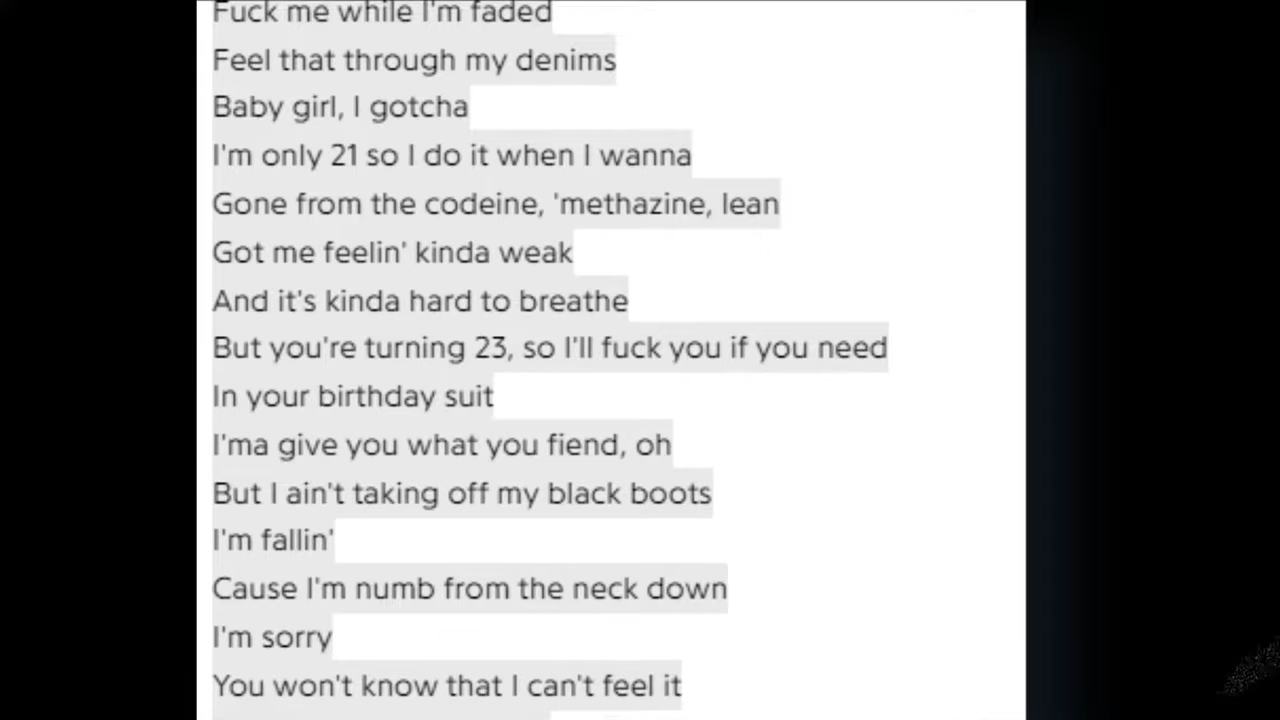 Fuck me while I'm faded
Feel that through my denims
Baby girl, I gotcha
I'm only 21 so I do it when I wanna
Gone from the codeine, 'methazine, lean
Got me feelin' kinda weak
And it's kinda hard to breathe
But you're turning 23, so I'll fuck you if you need
In your birthday suit
I'ma give you what you fiend, oh
But I ain't taking off my black boots
I'm fallin'
Cause I'm numb from the neck down
I'm sorry
You won't know that I can't feel it